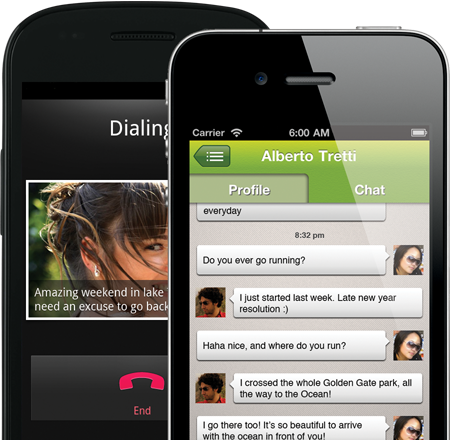 Dialing
Amazing weekend in lake
need an excuse to go back
End
Carrier
6:00 AM
Alberto Tretti
Profile
Chat
everyday
8:32 pm
Do you ever go running?
I just started last week. Late new year
resolution :)
Haha nice, and where do you run?
I crossed the whole Golden Gate park, all
the way to the Ocean!
I go there too! It's so beautiful to arrive
with the ocean in front of you!